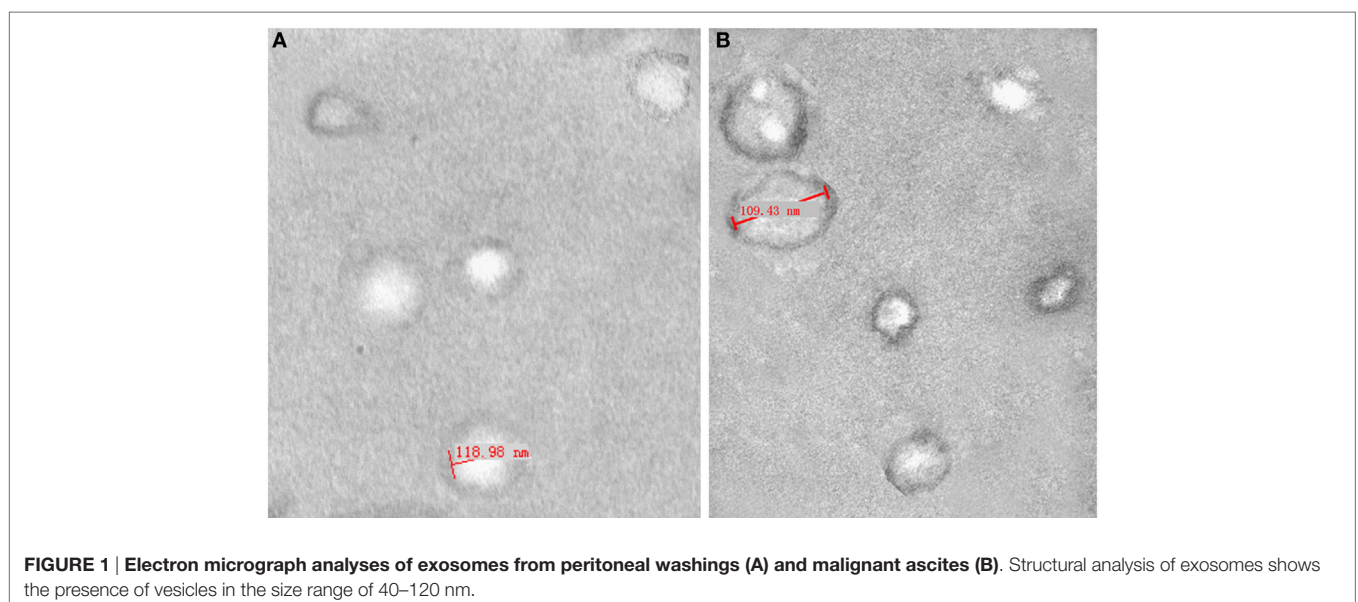 A
B
109.43 nm
118.98 nm
FIGURE 1 | Electron micrograph analyses of exosomes from peritoneal washings (A) and malignant ascites (B). Structural analysis of exosomes shows
the presence of vesicles in the size range of 40–120 nm.